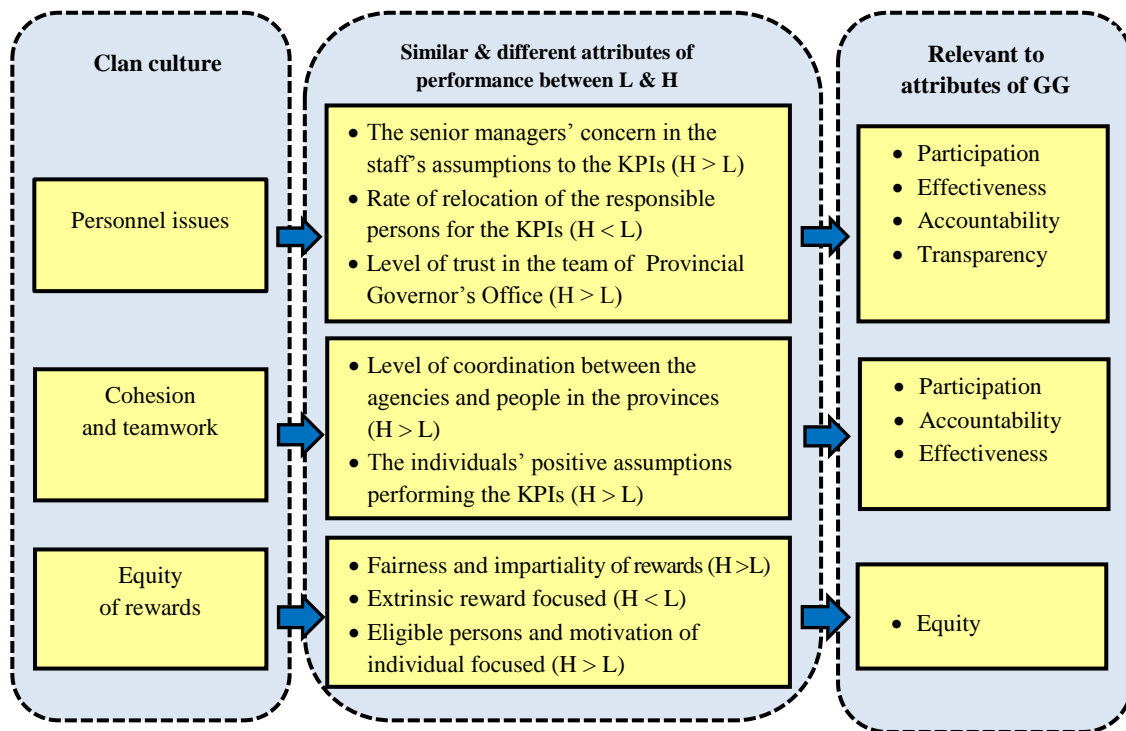 Clan culture
Personnel issues
Cohesion
and teamwork
Equity
of rewards
Similar & different attributes of
performance between L & H
• The senior managers’ concern in the
staff’s assumptions to the KPIs (H > L)
• Rate of relocation of the responsible
persons for the KPIs (H < L)
• Level of trust in the team of Provincial
Governor’s Office (H > L)
• Level of coordination between the
agencies and people in the provinces
(H > L)
• The individuals’ positive assumptions
performing the KPIs (H > L)
• Fairness and impartiality of rewards (H >L)
• Extrinsic reward focused (H < L)
• Eligible persons and motivation of
individual focused (H > L)
Relevant to
attributes of GG
• Participation
• Effectiveness
• Accountability
• Transparency
• Participation
• Accountability
• Effectiveness
• Equity